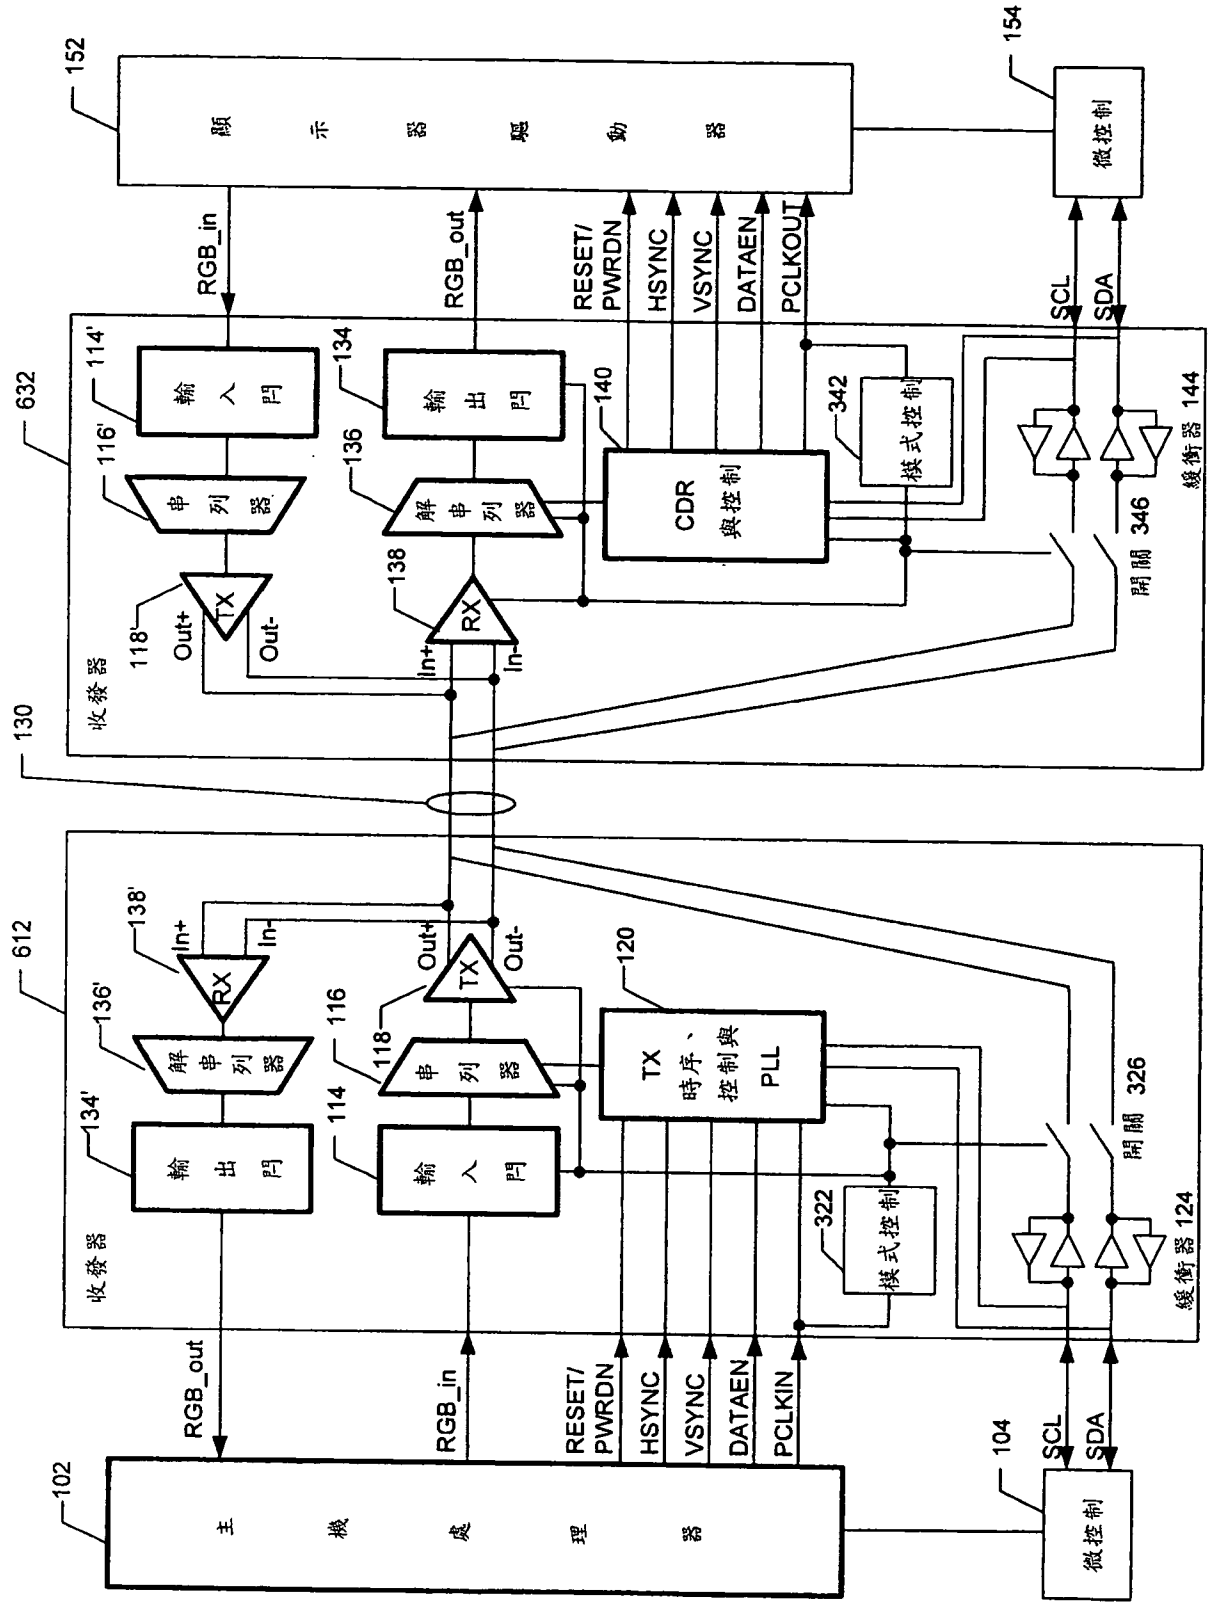 102
主機處理器
RGB_out
RGB_in
RESET/
PWRDN
HSYNC
VSYNC
DATAEN
PCLKIN
104
微控制
SCL
SDA
612
收發器
134'
輸出閂
136'
解串列器
138'
RX
In+
In-
114
輸入閂
116
串列器
118
TX
Out+
Out-
120
TX
時序、
控制與
PLL
322
模式控制
開關 326
緩衝器 124
130
632
收發器
118'
TX
Out+
Out-
116'
串列器
114'
輸入閂
138
RX
In+
In-
136
解串列器
134
輸出閂
140
CDR
與控制
342
模式控制
開關 346
緩衝器 144
RGB_in
RGB_out
RESET/
PWRDN
HSYNC
VSYNC
DATAEN
PCLKOUT
SCL
SDA
152
顯示器驅動器
154
微控制